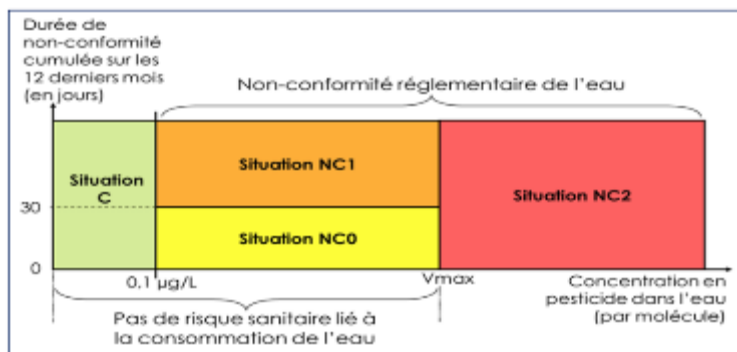 Durée de
non-conformité
cumulée sur les
12 derniers mois
(en jours)
Non-conformité réglementaire de l'eau
Situation
C
Situation NC1
Situation NC2
30
Situation NC0
0
0.1 µg/L
Vmax
Concentration en
pesticide dans l'eau
(par molécule)
Pas de risque sanitaire lié à
la consommation de l'eau